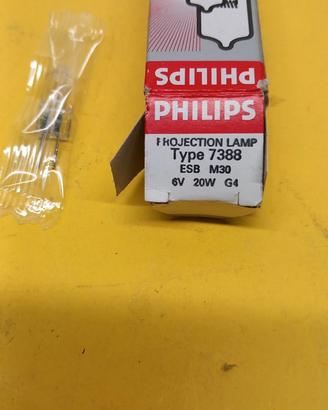 PHILIPS
PHILIPS
PROJECTION LAMP
Type 7388
ESB M30
6V 20W G4